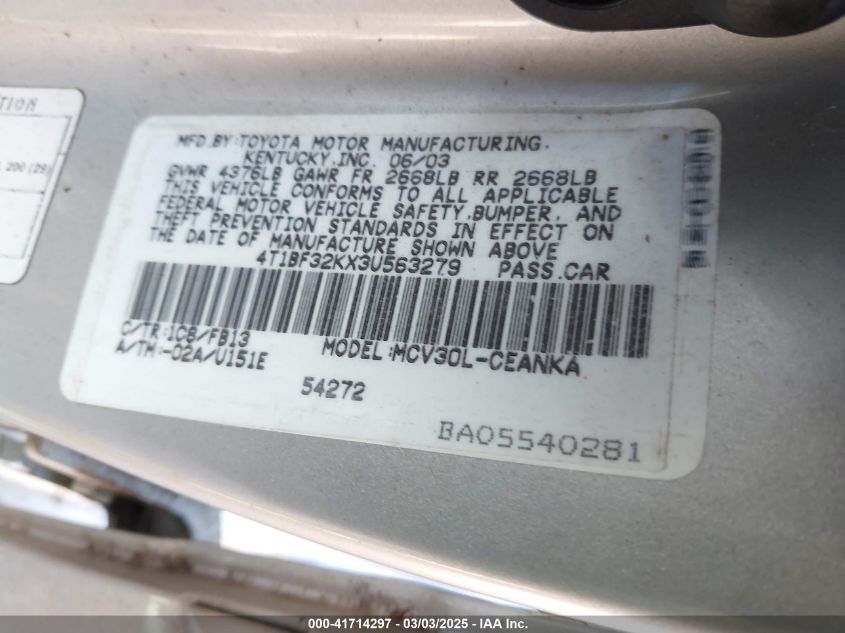 TION
200 (29)
MFD.BY:TOYOTA MOTOR MANUFACTURING.
KENTUCKY,INC. 06/03
GVWR 4376LB GAWR FR 2668LB RR 2668LB
THIS VEHICLE CONFORMS TO ALL APPLICABLE
FEDERAL MOTOR VEHICLE SAFETY,BUMPER, AND
THEFT PREVENTION STANDARDS IN EFFECT ON
THE DATE OF MANUFACTURE SHOWN ABOVE
4T1BF32KX3U563279 PASS.CAR
C/TR:1C8/FB13 MODEL:MCV30L-CEANKA
A/TM:-02A/U151E
54272
BA05540281
000-41714297 — 03/03/2025 — IAA Inc.